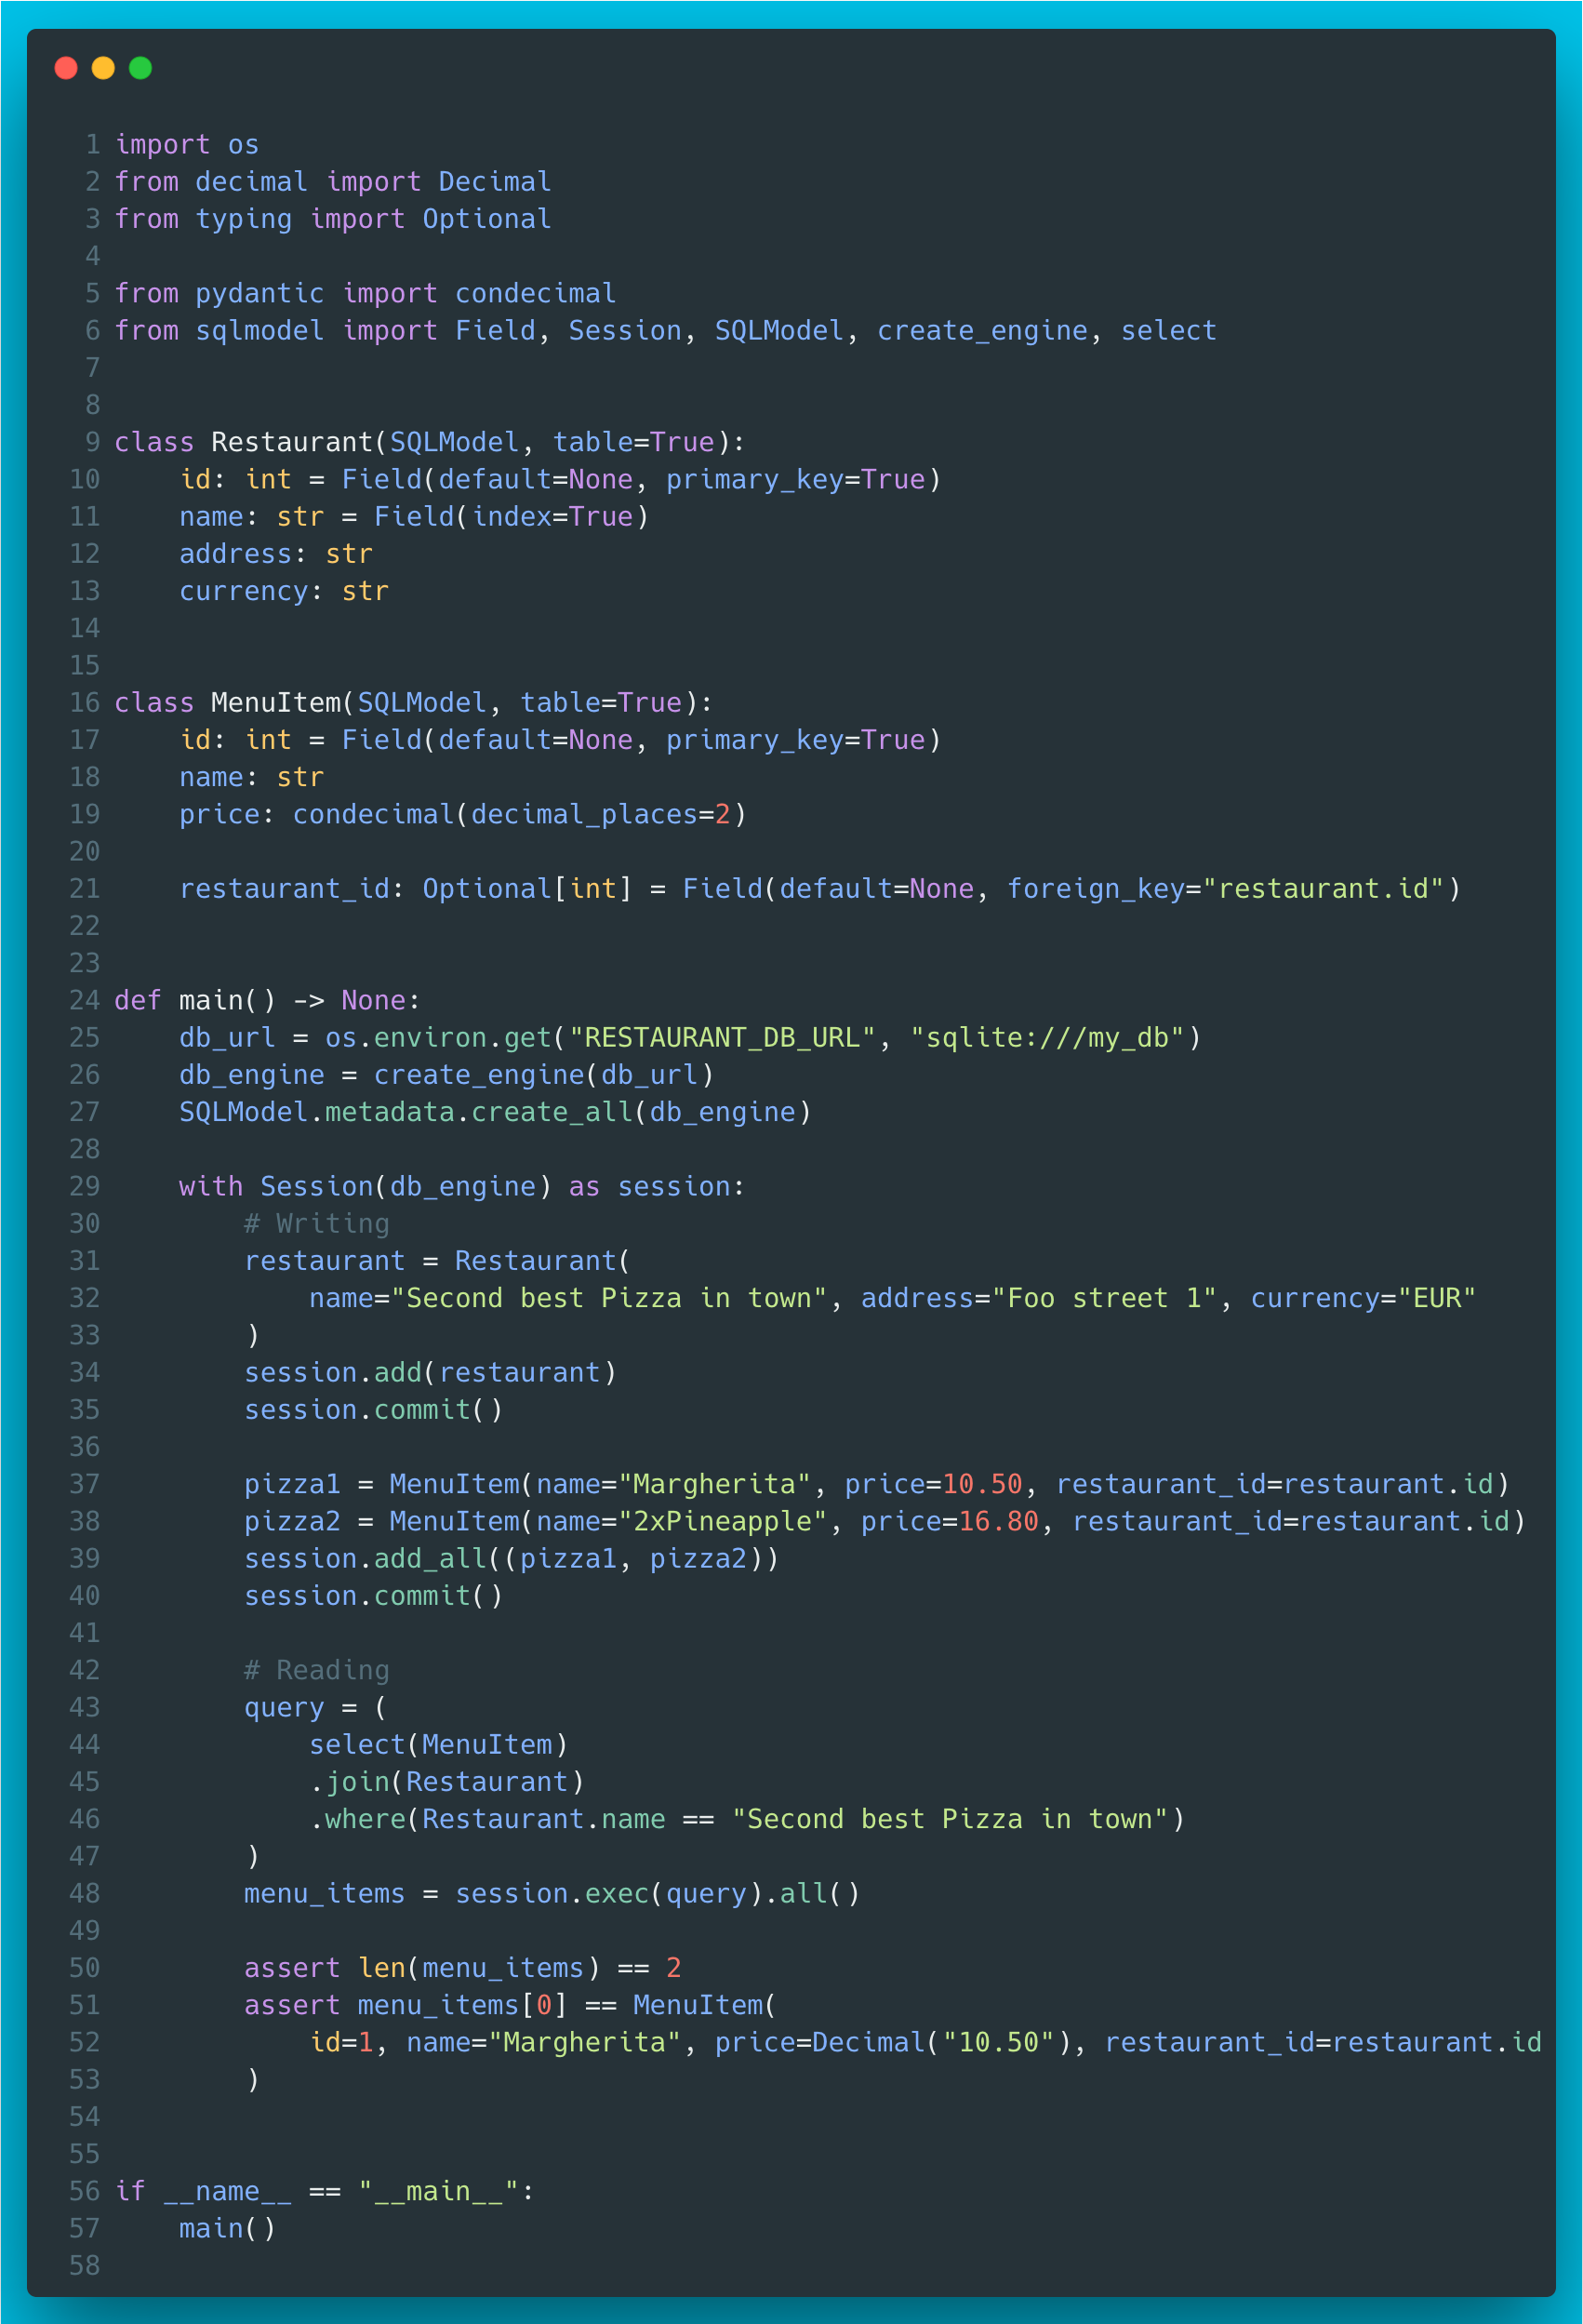 1 import os
2 from decimal import Decimal
3 from typing import Optional
4
5 from pydantic import condecimal
6 from sqlmodel import Field, Session, SQLModel, create_engine, select
7
8
9 class Restaurant(SQLModel, table=True):
10     id: int = Field(default=None, primary_key=True)
11     name: str = Field(index=True)
12     address: str
13     currency: str
14
15
16 class MenuItem(SQLModel, table=True):
17     id: int = Field(default=None, primary_key=True)
18     name: str
19     price: condecimal(decimal_places=2)
20
21     restaurant_id: Optional[int] = Field(default=None, foreign_key="restaurant.id")
22
23
24 def main() -> None:
25     db_url = os.environ.get("RESTAURANT_DB_URL", "sqlite:///my_db")
26     db_engine = create_engine(db_url)
27     SQLModel.metadata.create_all(db_engine)
28
29     with Session(db_engine) as session:
30         # Writing
31         restaurant = Restaurant(
32             name="Second best Pizza in town", address="Foo street 1", currency="EUR"
33         )
34         session.add(restaurant)
35         session.commit()
36
37         pizza1 = MenuItem(name="Margherita", price=10.50, restaurant_id=restaurant.id)
38         pizza2 = MenuItem(name="2xPineapple", price=16.80, restaurant_id=restaurant.id)
39         session.add_all((pizza1, pizza2))
40         session.commit()
41
42         # Reading
43         query = (
44             select(MenuItem)
45             .join(Restaurant)
46             .where(Restaurant.name == "Second best Pizza in town")
47         )
48         menu_items = session.exec(query).all()
49
50         assert len(menu_items) == 2
51         assert menu_items[0] == MenuItem(
52             id=1, name="Margherita", price=Decimal("10.50"), restaurant_id=restaurant.id
53         )
54
55
56 if __name__ == "__main__":
57     main()
58